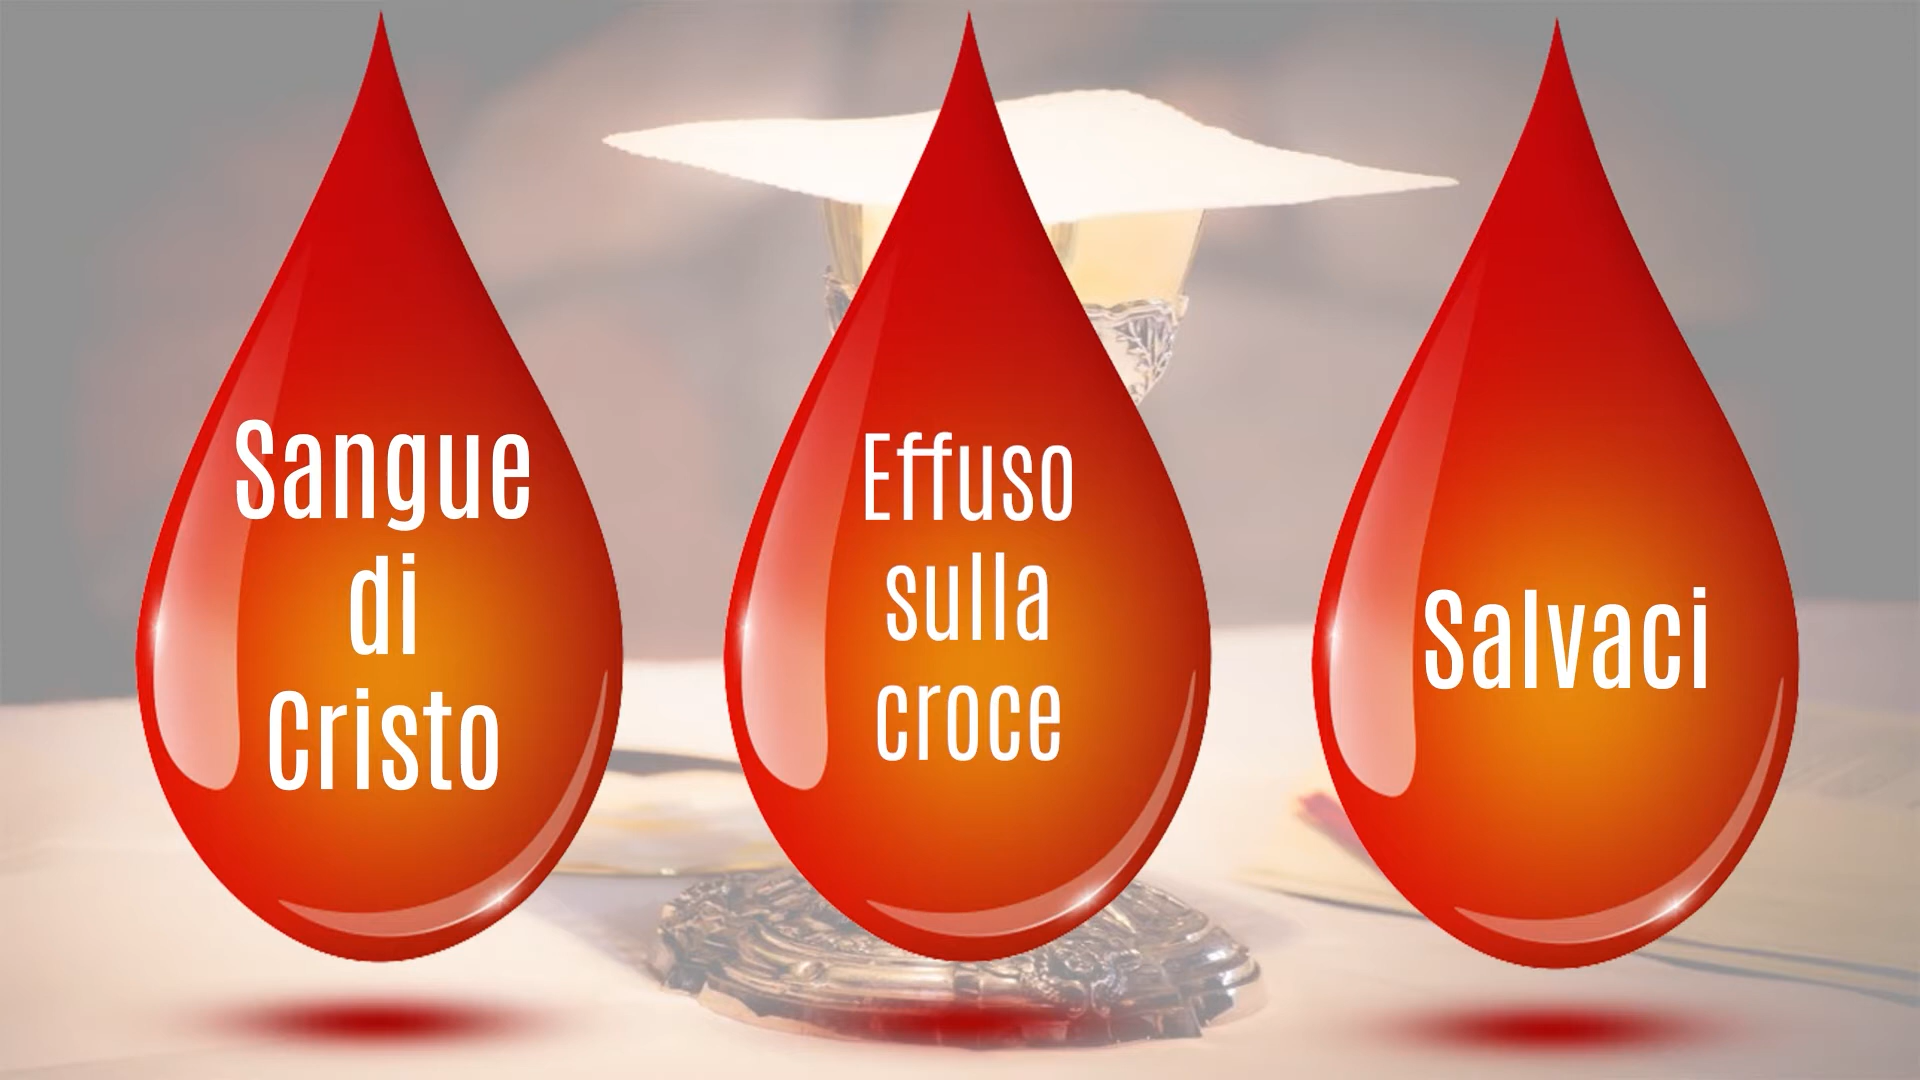 Sangue
di
Cristo
Effuso
sulla
croce
Salvaci